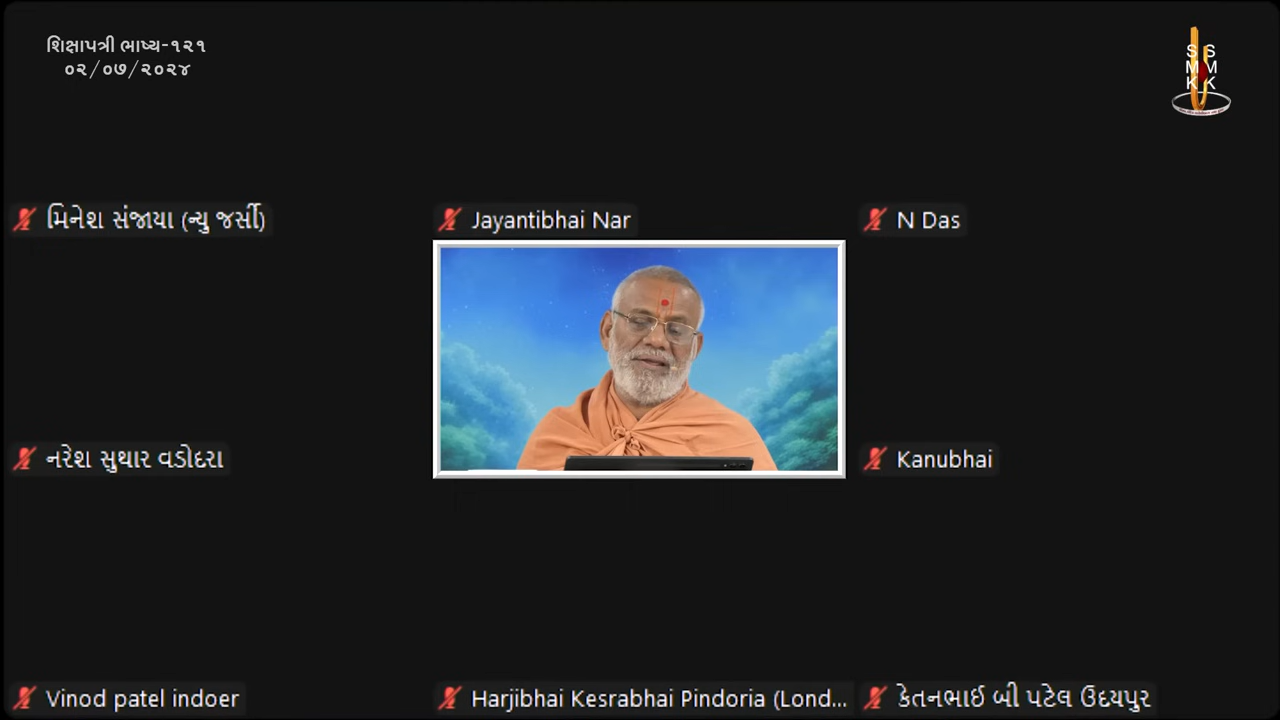 શિક્ષાપત્રી ભાષ્ય-૧૨૧
૦૨/૦૭/૨૦૨૪
S S
M M
K K
મિનેશ સંજાયા (ન્યુ જર્સી)
Jayantibhai Nar
N Das
નરેશ સુથાર વડોદરા
Kanubhai
Vinod patel indoer
Harjibhai Kesrabhai Pindoria (Lond...
કેતનભાઈ બી પટેલ ઉદયપુર